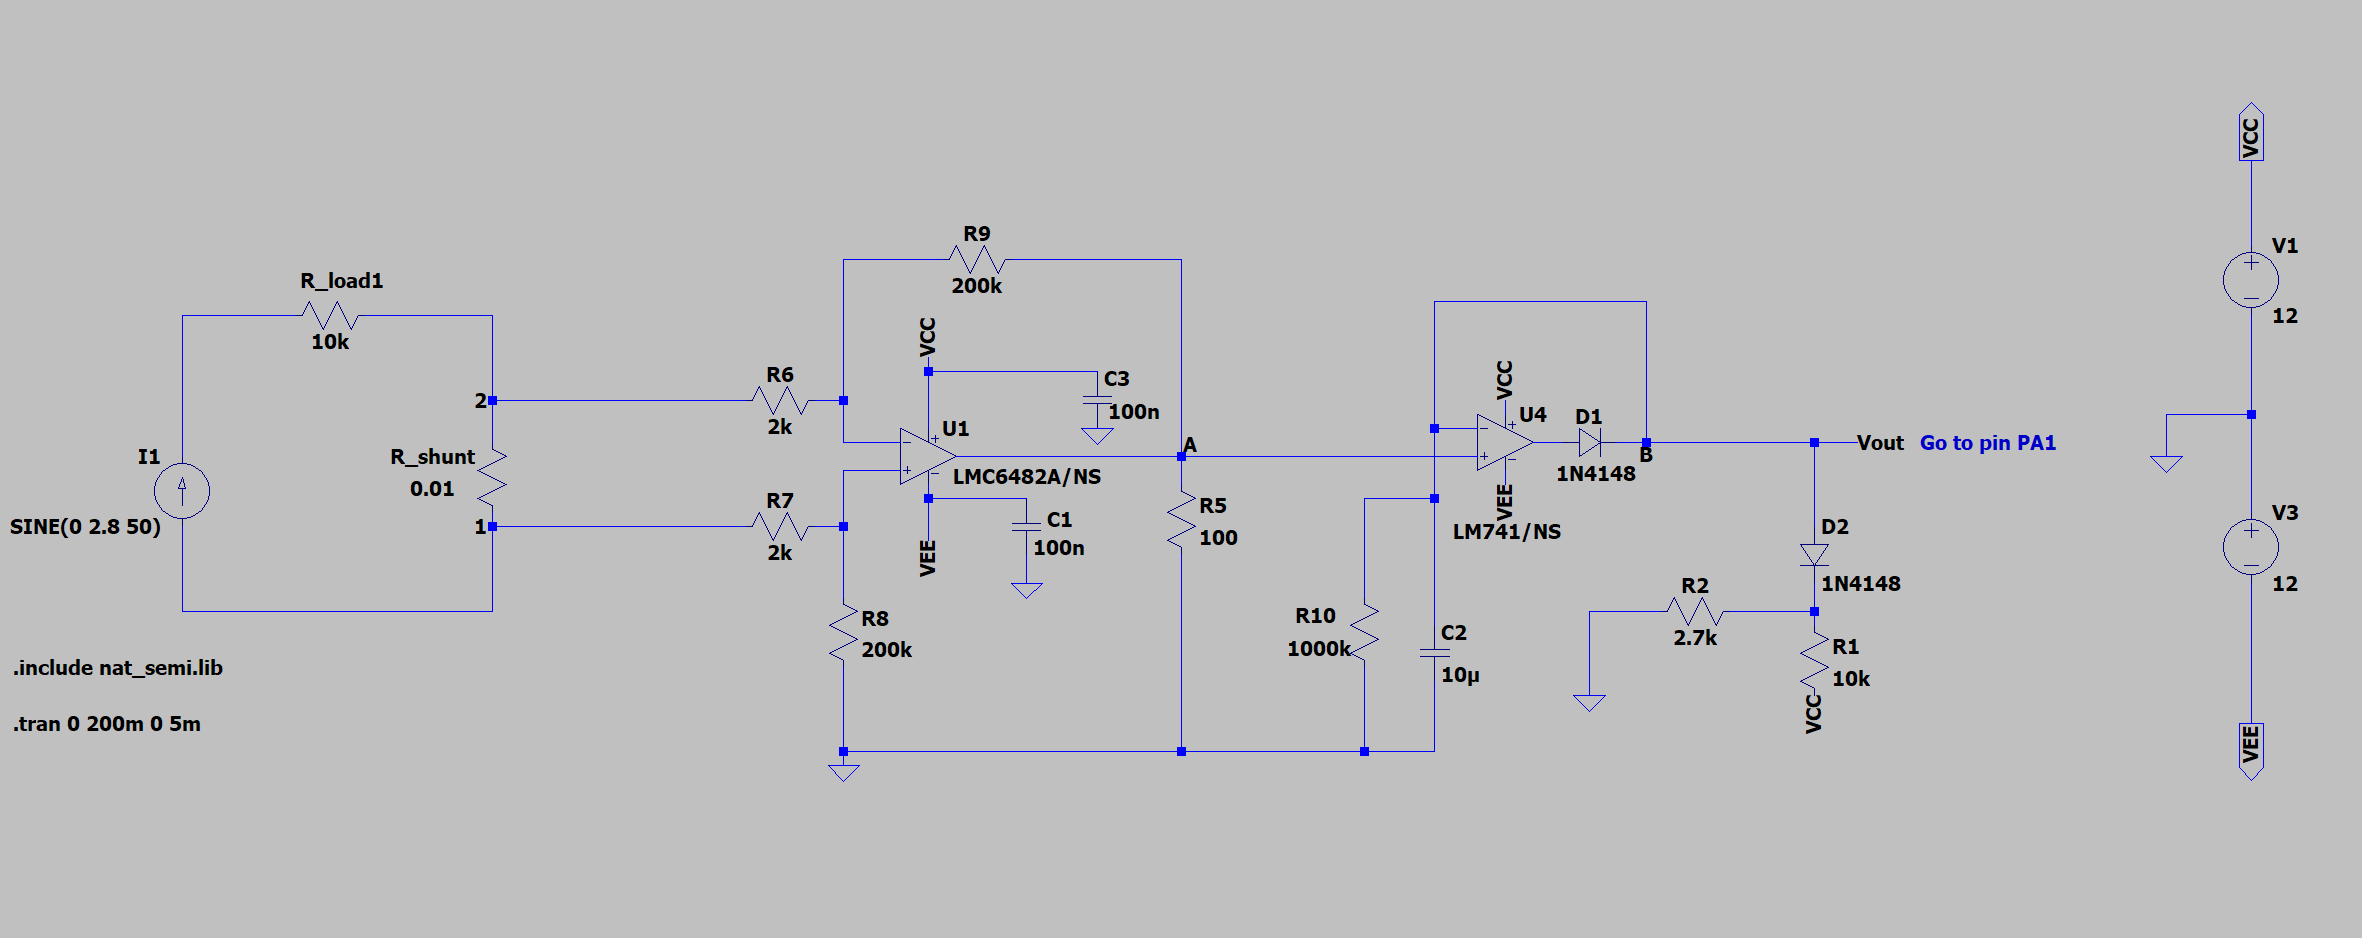 R_load1
10k
I1
SINE(0 2.8 50)
2
R_shunt
0.01
1
.include nat_semi.lib
.tran 0 200m 0 5m
R6
2k
R7
2k
R9
200k
VCC
C3
100n
U1
LMC6482A/NS
VEE
C1
100n
R8
200k
A
R5
100
R10
1000k
C2
10µ
VCC
U4
VEE
LM741/NS
D1
1N4148
B
Vout Go to pin PA1
D2
1N4148
R2
2.7k
R1
10k
VCC
VCC
V1
12
V3
12
VEE